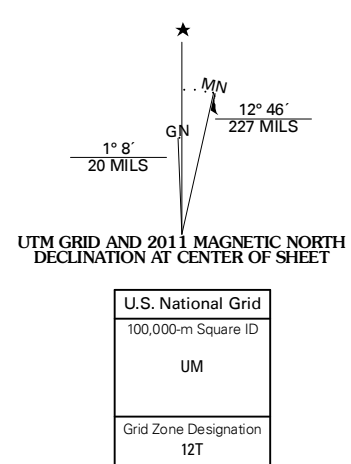 MN
GN
12° 46´
227 MILS
1° 8´
20 MILS
UTM GRID AND 2011 MAGNETIC NORTH
DECLINATION AT CENTER OF SHEET
U.S. National Grid
100,000-m Square ID
UM
Grid Zone Designation
12T